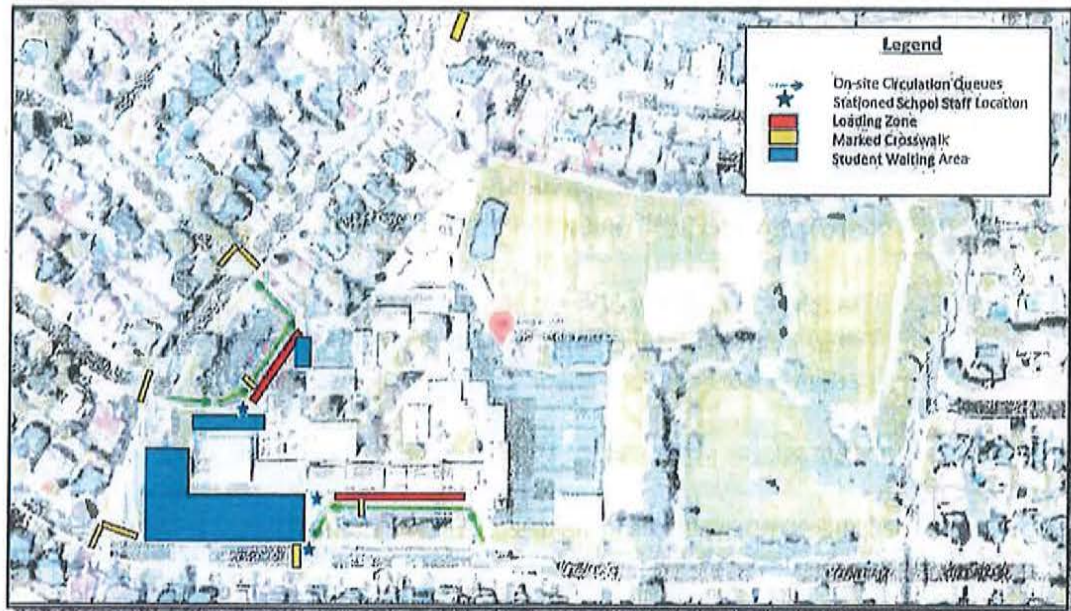 Legend
On-site Circulation Queues
Stationed School Staff Location
Loading Zone
Marked Crosswalk
Student Waiting Area